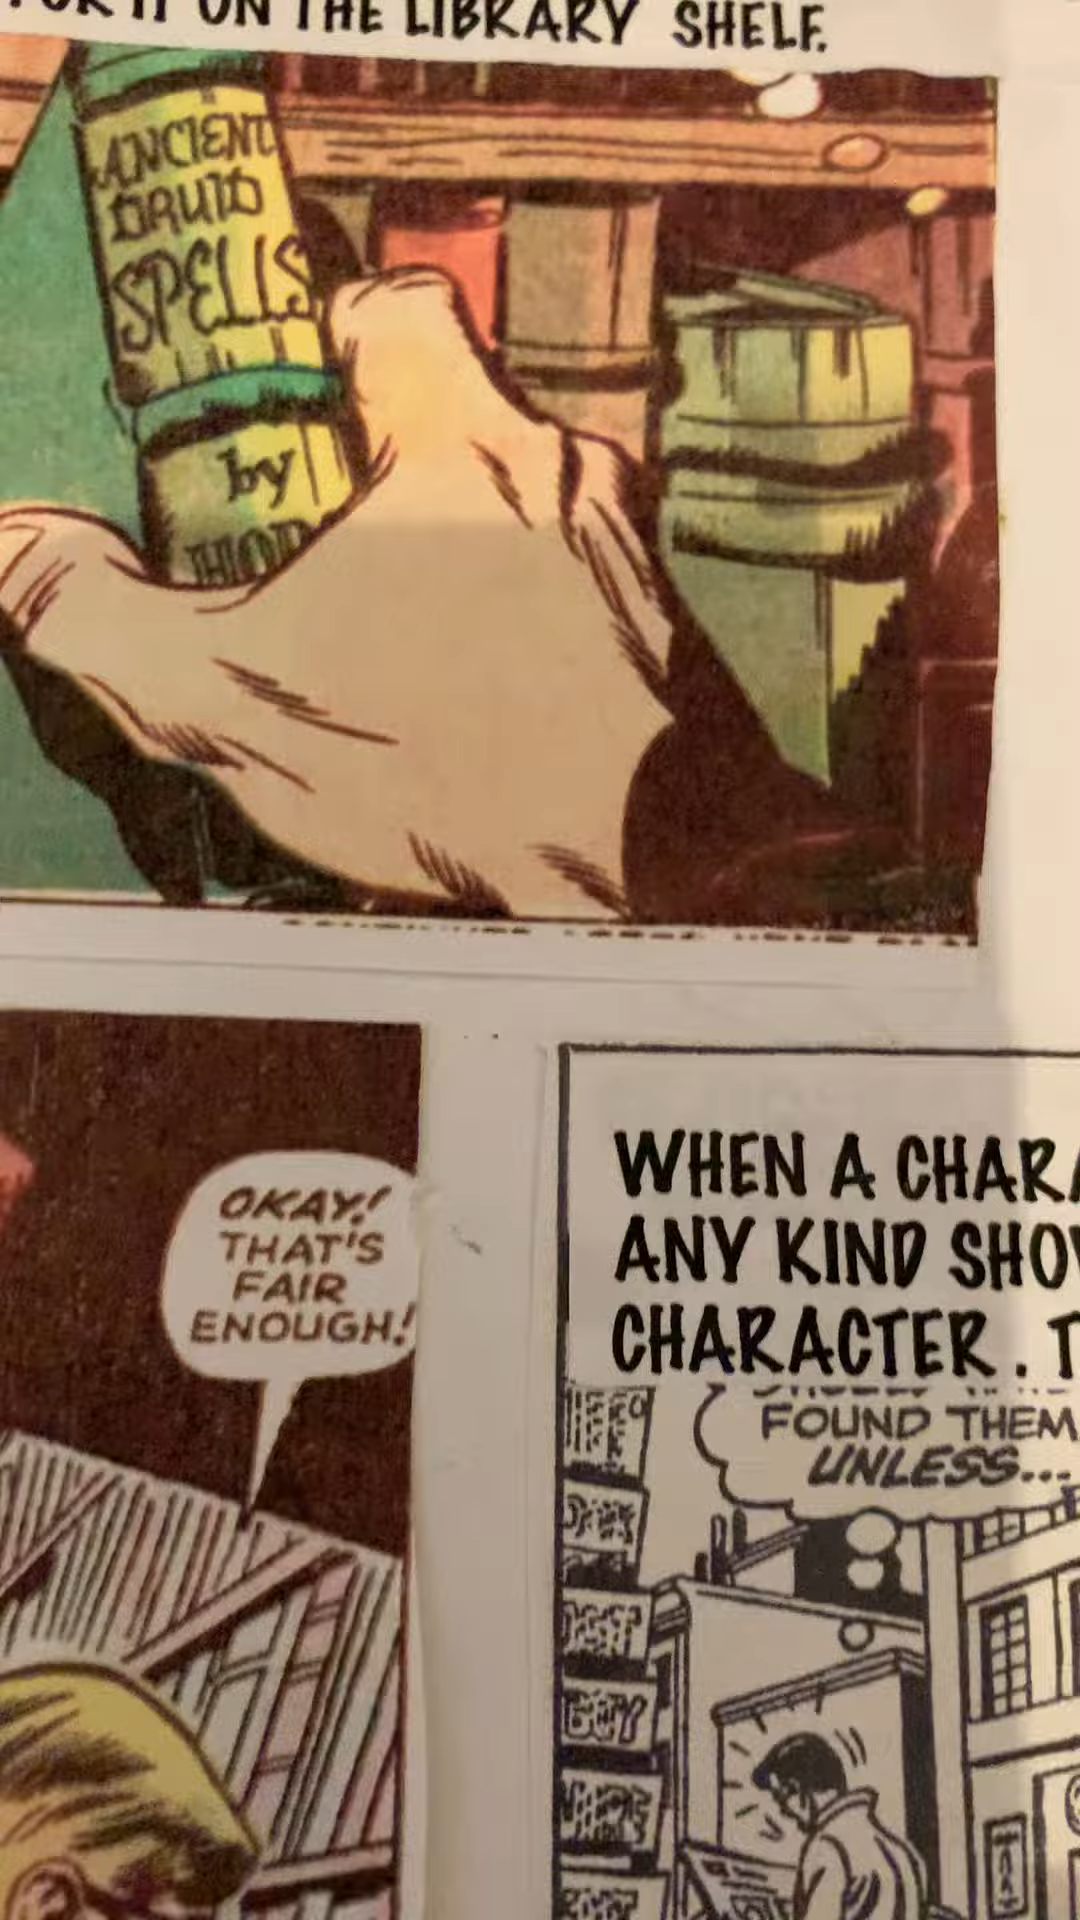 IT ON THE LIBRARY SHELF.
ANCIENT
DRUID
SPELLS
by
OKAY!
THAT'S
FAIR
ENOUGH!
WHEN A CHARA
ANY KIND SHO
CHARACTER. T
FOUND THEM
UNLESS...